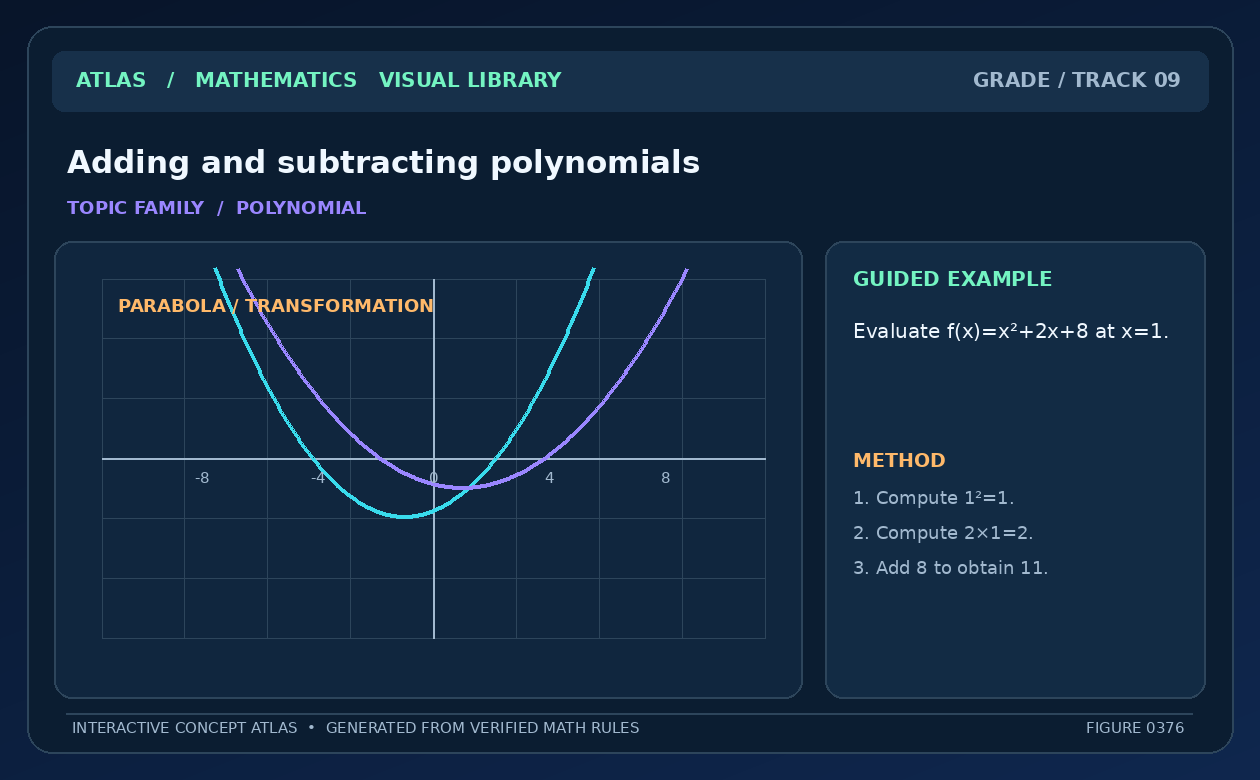 ATLAS / MATHEMATICS VISUAL LIBRARY
GRADE / TRACK 09
Adding and subtracting polynomials
TOPIC FAMILY / POLYNOMIAL
PARABOLA / TRANSFORMATION
-8 -4 0 4 8
GUIDED EXAMPLE
Evaluate f(x)=x²+2x+8 at x=1.
METHOD
1. Compute 1²=1.
2. Compute 2×1=2.
3. Add 8 to obtain 11.
INTERACTIVE CONCEPT ATLAS • GENERATED FROM VERIFIED MATH RULES
FIGURE 0376